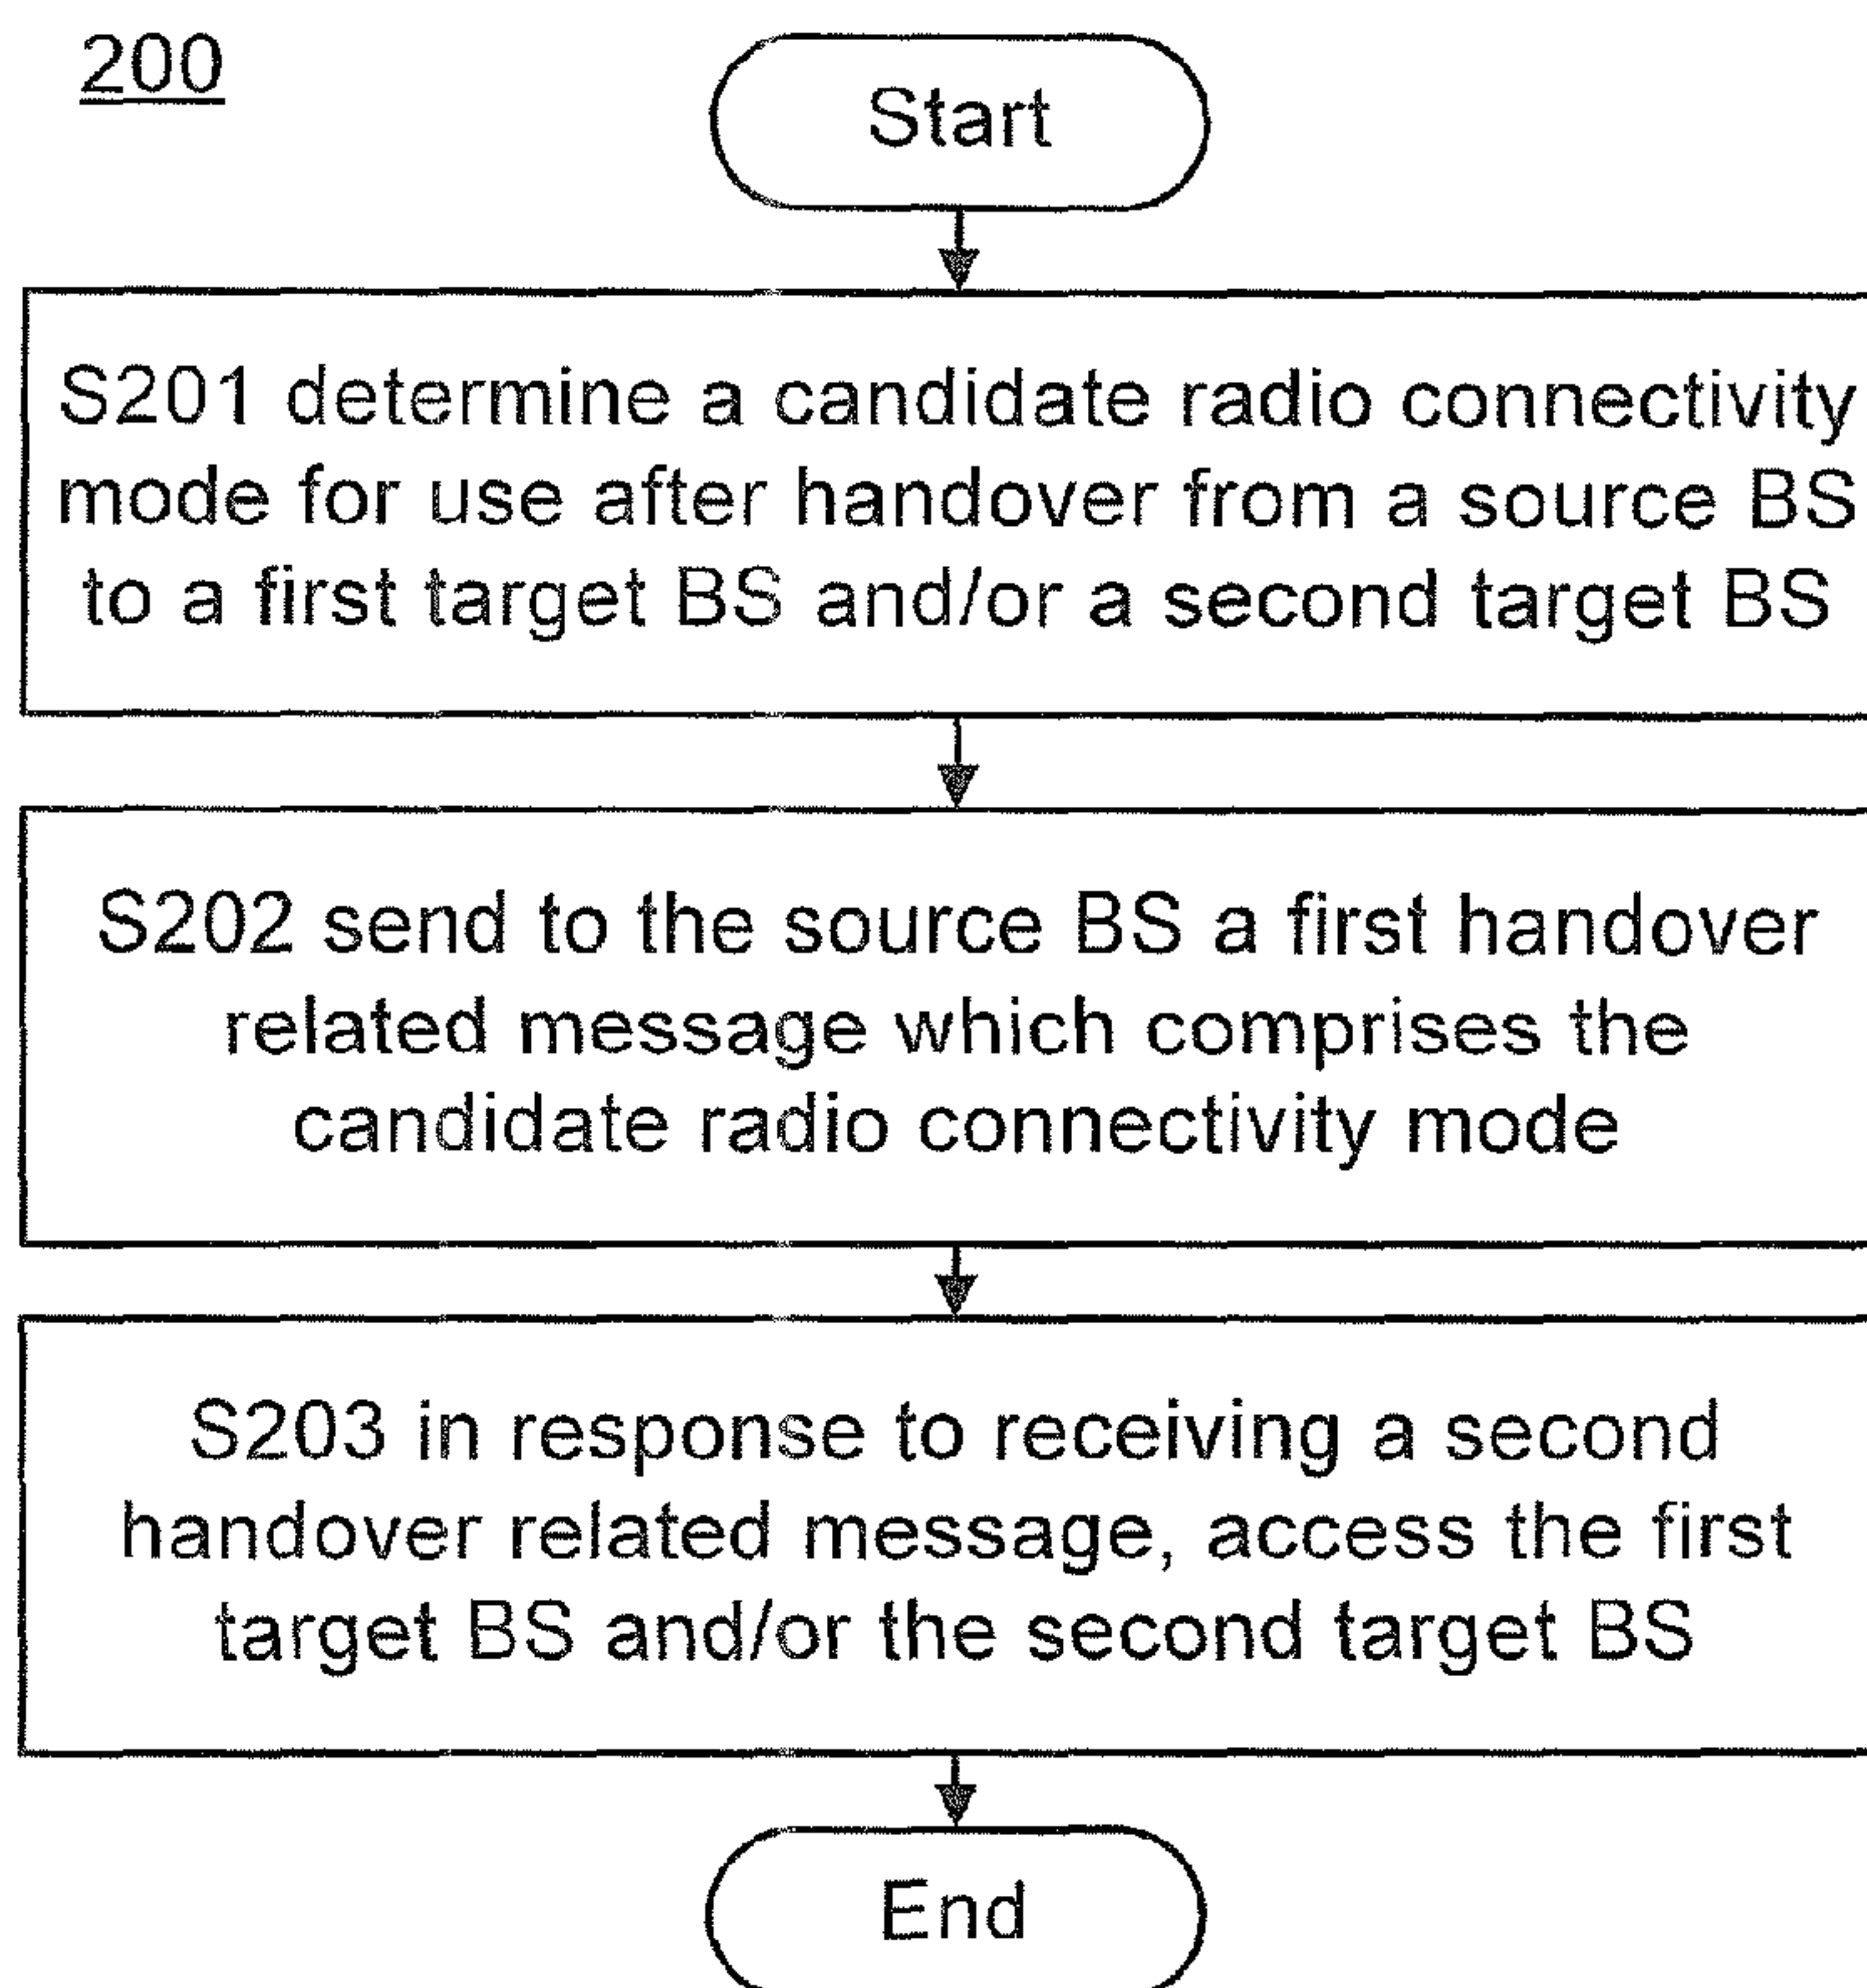 200
Start
S201 determine a candidate radio connectivity
mode for use after handover from a source BS
to a first target BS and/or a second target BS
S202 send to the source BS a first handover
related message which comprises the
candidate radio connectivity mode
S203 in response to receiving a second
handover related message, access the first
target BS and/or the second target BS
End